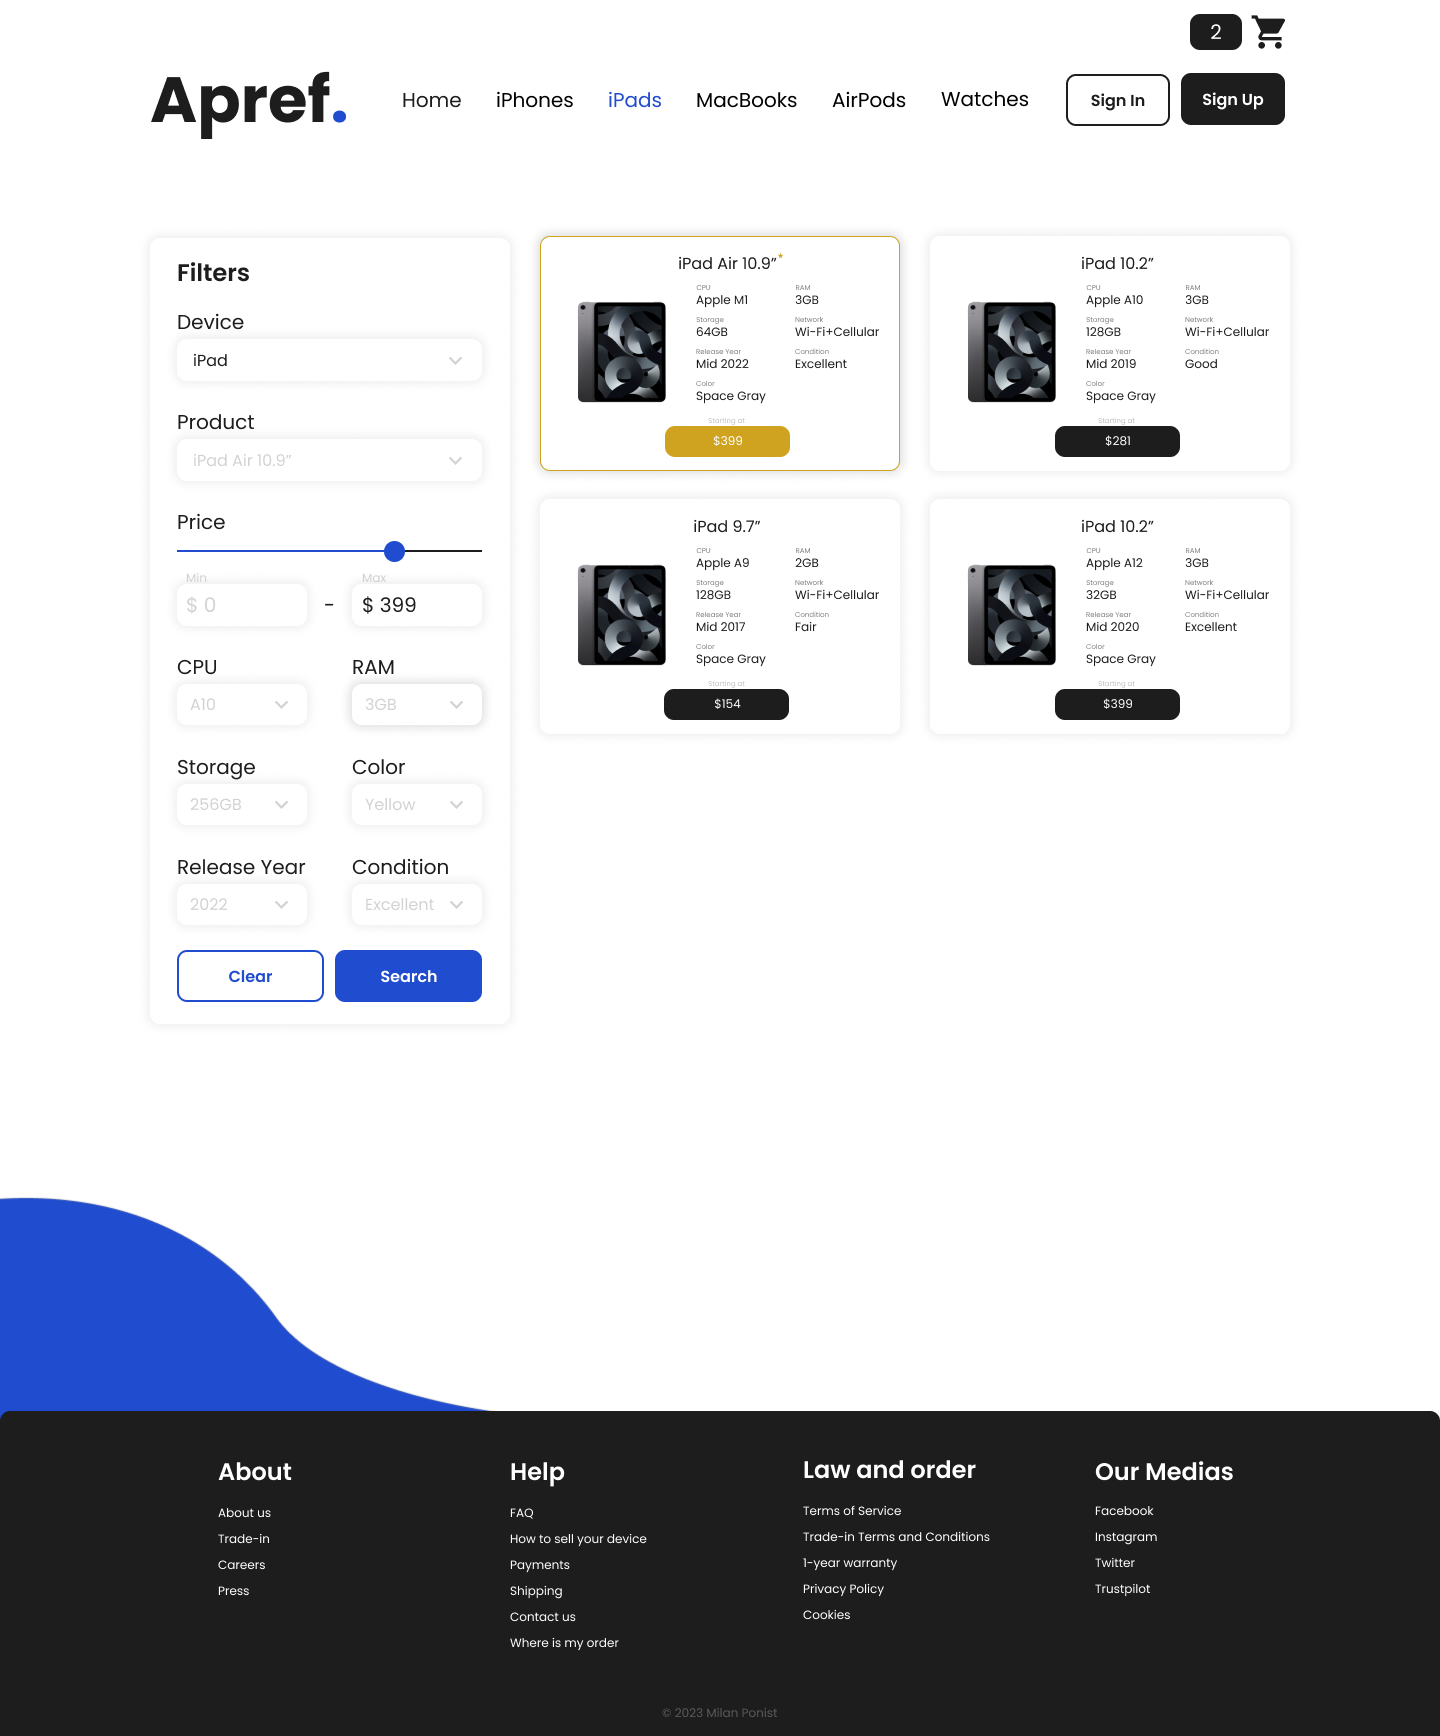 2
Apref.
Home iPhones iPads MacBooks AirPods Watches Sign In Sign Up
Filters
Device
iPad
Product
iPad Air 10.9”
Price
Min Max
$ 0 - $ 399
CPU RAM
A10 3GB
Storage Color
256GB Yellow
Release Year Condition
2022 Excellent
Clear Search
iPad Air 10.9”*
CPU RAM
Apple M1 3GB
Storage Network
64GB Wi-Fi+Cellular
Release Year Condition
Mid 2022 Excellent
Color
Space Gray
Starting at
$399
iPad 10.2”
CPU RAM
Apple A10 3GB
Storage Network
128GB Wi-Fi+Cellular
Release Year Condition
Mid 2019 Good
Color
Space Gray
Starting at
$281
iPad 9.7”
CPU RAM
Apple A9 2GB
Storage Network
128GB Wi-Fi+Cellular
Release Year Condition
Mid 2017 Fair
Color
Space Gray
Starting at
$154
iPad 10.2”
CPU RAM
Apple A12 3GB
Storage Network
32GB Wi-Fi+Cellular
Release Year Condition
Mid 2020 Excellent
Color
Space Gray
Starting at
$399
About
About us
Trade-in
Careers
Press
Help
FAQ
How to sell your device
Payments
Shipping
Contact us
Where is my order
Law and order
Terms of Service
Trade-in Terms and Conditions
1-year warranty
Privacy Policy
Cookies
Our Medias
Facebook
Instagram
Twitter
Trustpilot
© 2023 Milan Ponist